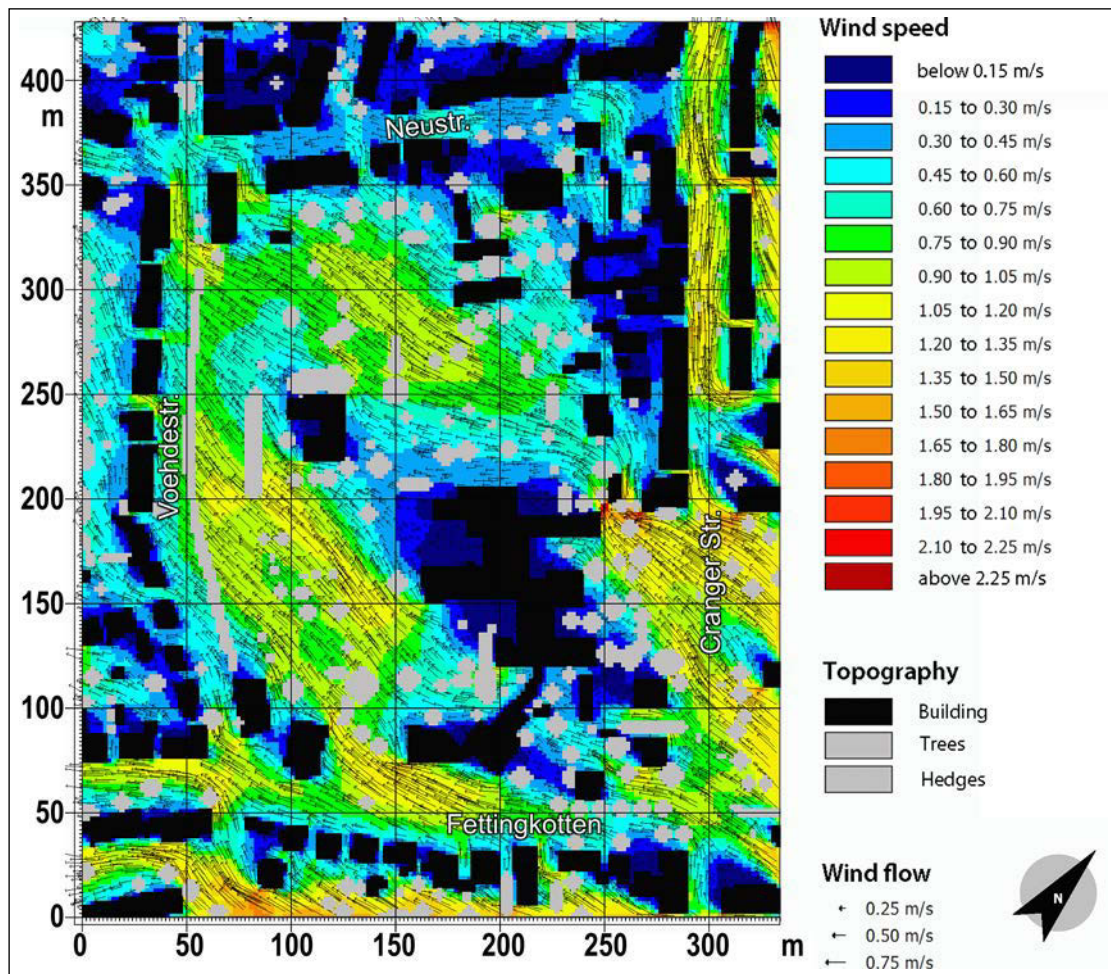 Wind speed
below 0.15 m/s
0.15 to 0.30 m/s
0.30 to 0.45 m/s
0.45 to 0.60 m/s
0.60 to 0.75 m/s
0.75 to 0.90 m/s
0.90 to 1.05 m/s
1.05 to 1.20 m/s
1.20 to 1.35 m/s
1.35 to 1.50 m/s
1.50 to 1.65 m/s
1.65 to 1.80 m/s
1.80 to 1.95 m/s
1.95 to 2.10 m/s
2.10 to 2.25 m/s
above 2.25 m/s
Topography
Building
Trees
Hedges
Wind flow
0.25 m/s
0.50 m/s
0.75 m/s
N
400
m
350
300
250
200
150
100
50
0
0 50 100 150 200 250 300 m
Neustr.
Voehdestr.
Cranger Str.
Fettingkotten